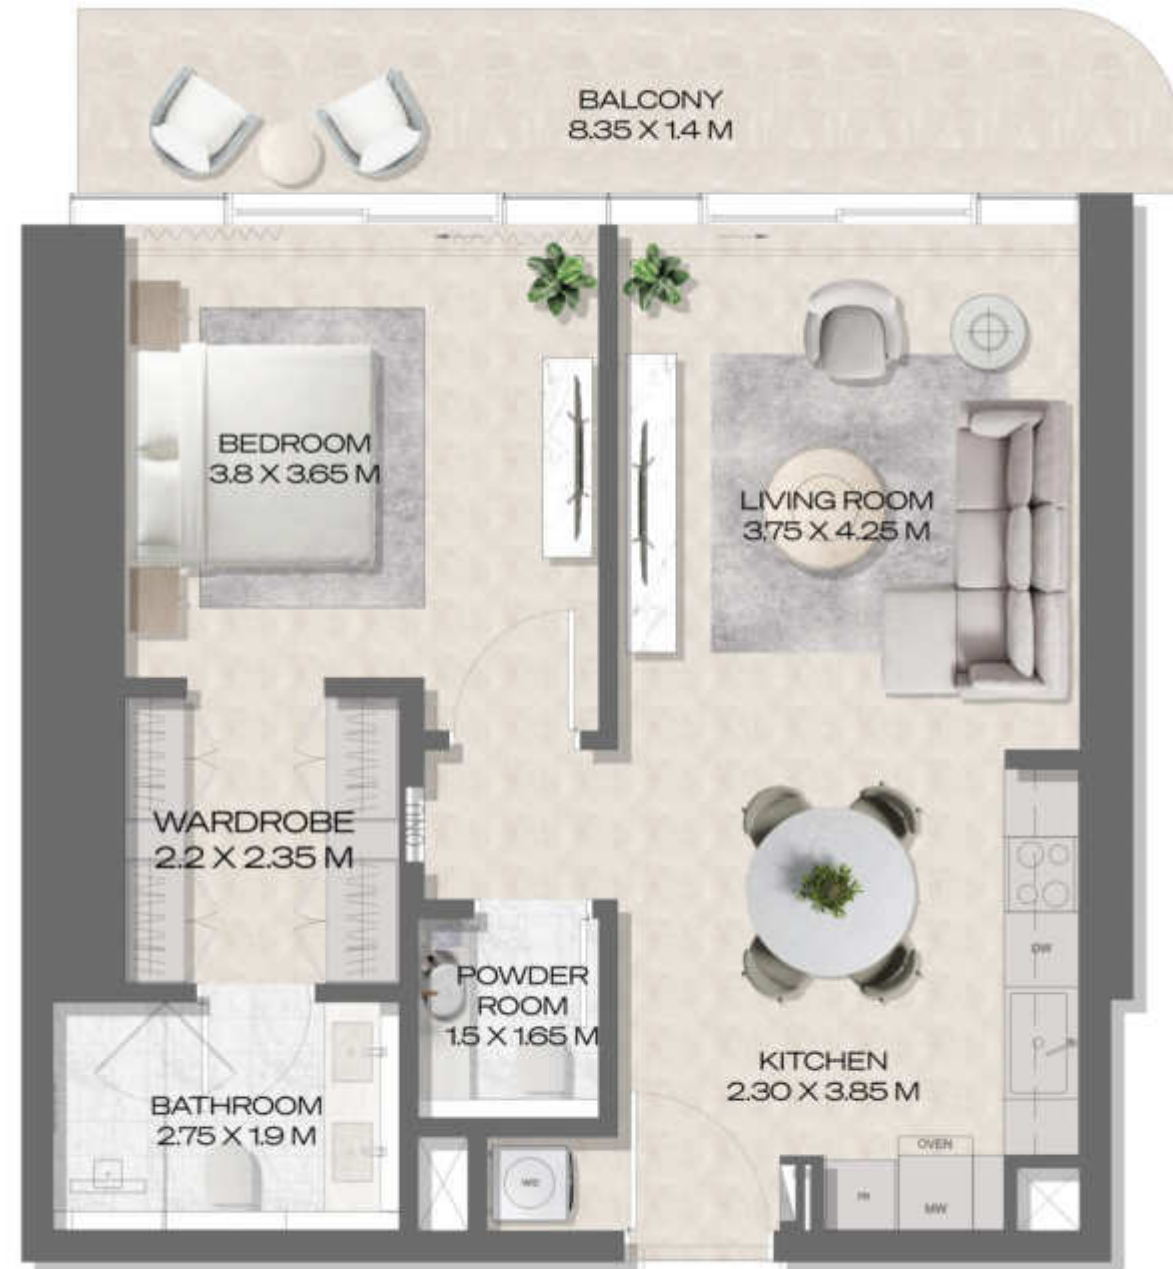 BALCONY
8.35 X 1.4 M
BEDROOM
3.8 X 3.65 M
LIVING ROOM
3.75 X 4.25 M
WARDROBE
2.2 X 2.35 M
ONU
DW
POWDER
ROOM
1.5 X 1.65 M
KITCHEN
2.30 X 3.85 M
BATHROOM
2.75 X 1.9 M
OVEN
MW